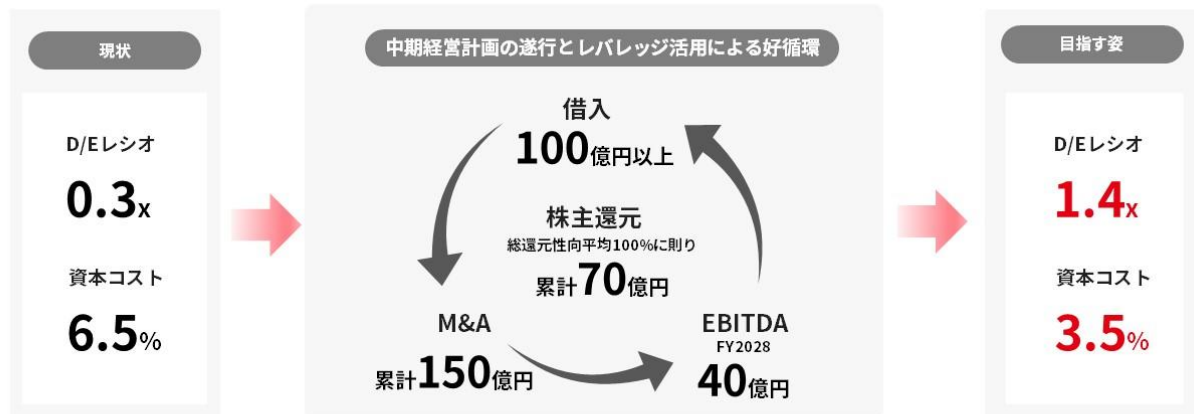 現状
D/Eレシオ
0.3x
資本コスト
6.5%
中期経営計画の遂行とレバレッジ活用による好循環
借入
100億円以上
株主還元
総還元性向平均100%に則り
累計70億円
M&A
累計150億円
EBITDA
FY2028
40億円
目指す姿
D/Eレシオ
1.4x
資本コスト
3.5%